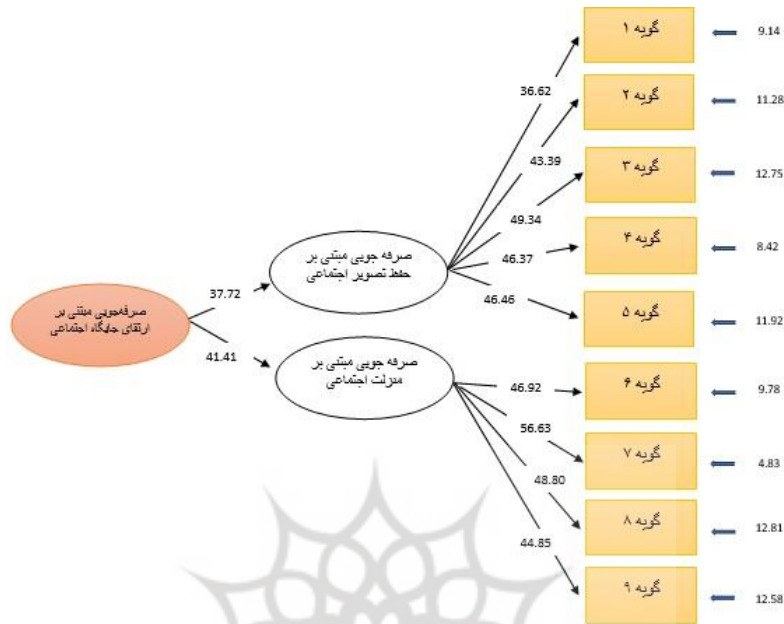 گویه ۱
9.14
36.62
گویه ۲
11.28
43.39
گویه ۳
12.75
49.34
گویه ۴
8.42
46.37
گویه ۵
11.92
46.46
صرفه جویی مبتنی بر
حفظ تصویر اجتماعی
37.72
صرفه‌جویی مبتنی بر
ارتقای جایگاه اجتماعی
41.41
صرفه جویی مبتنی بر
منزلت اجتماعی
گویه ۶
9.78
46.92
گویه ۷
4.83
56.63
گویه ۸
12.81
48.80
گویه ۹
12.58
44.85